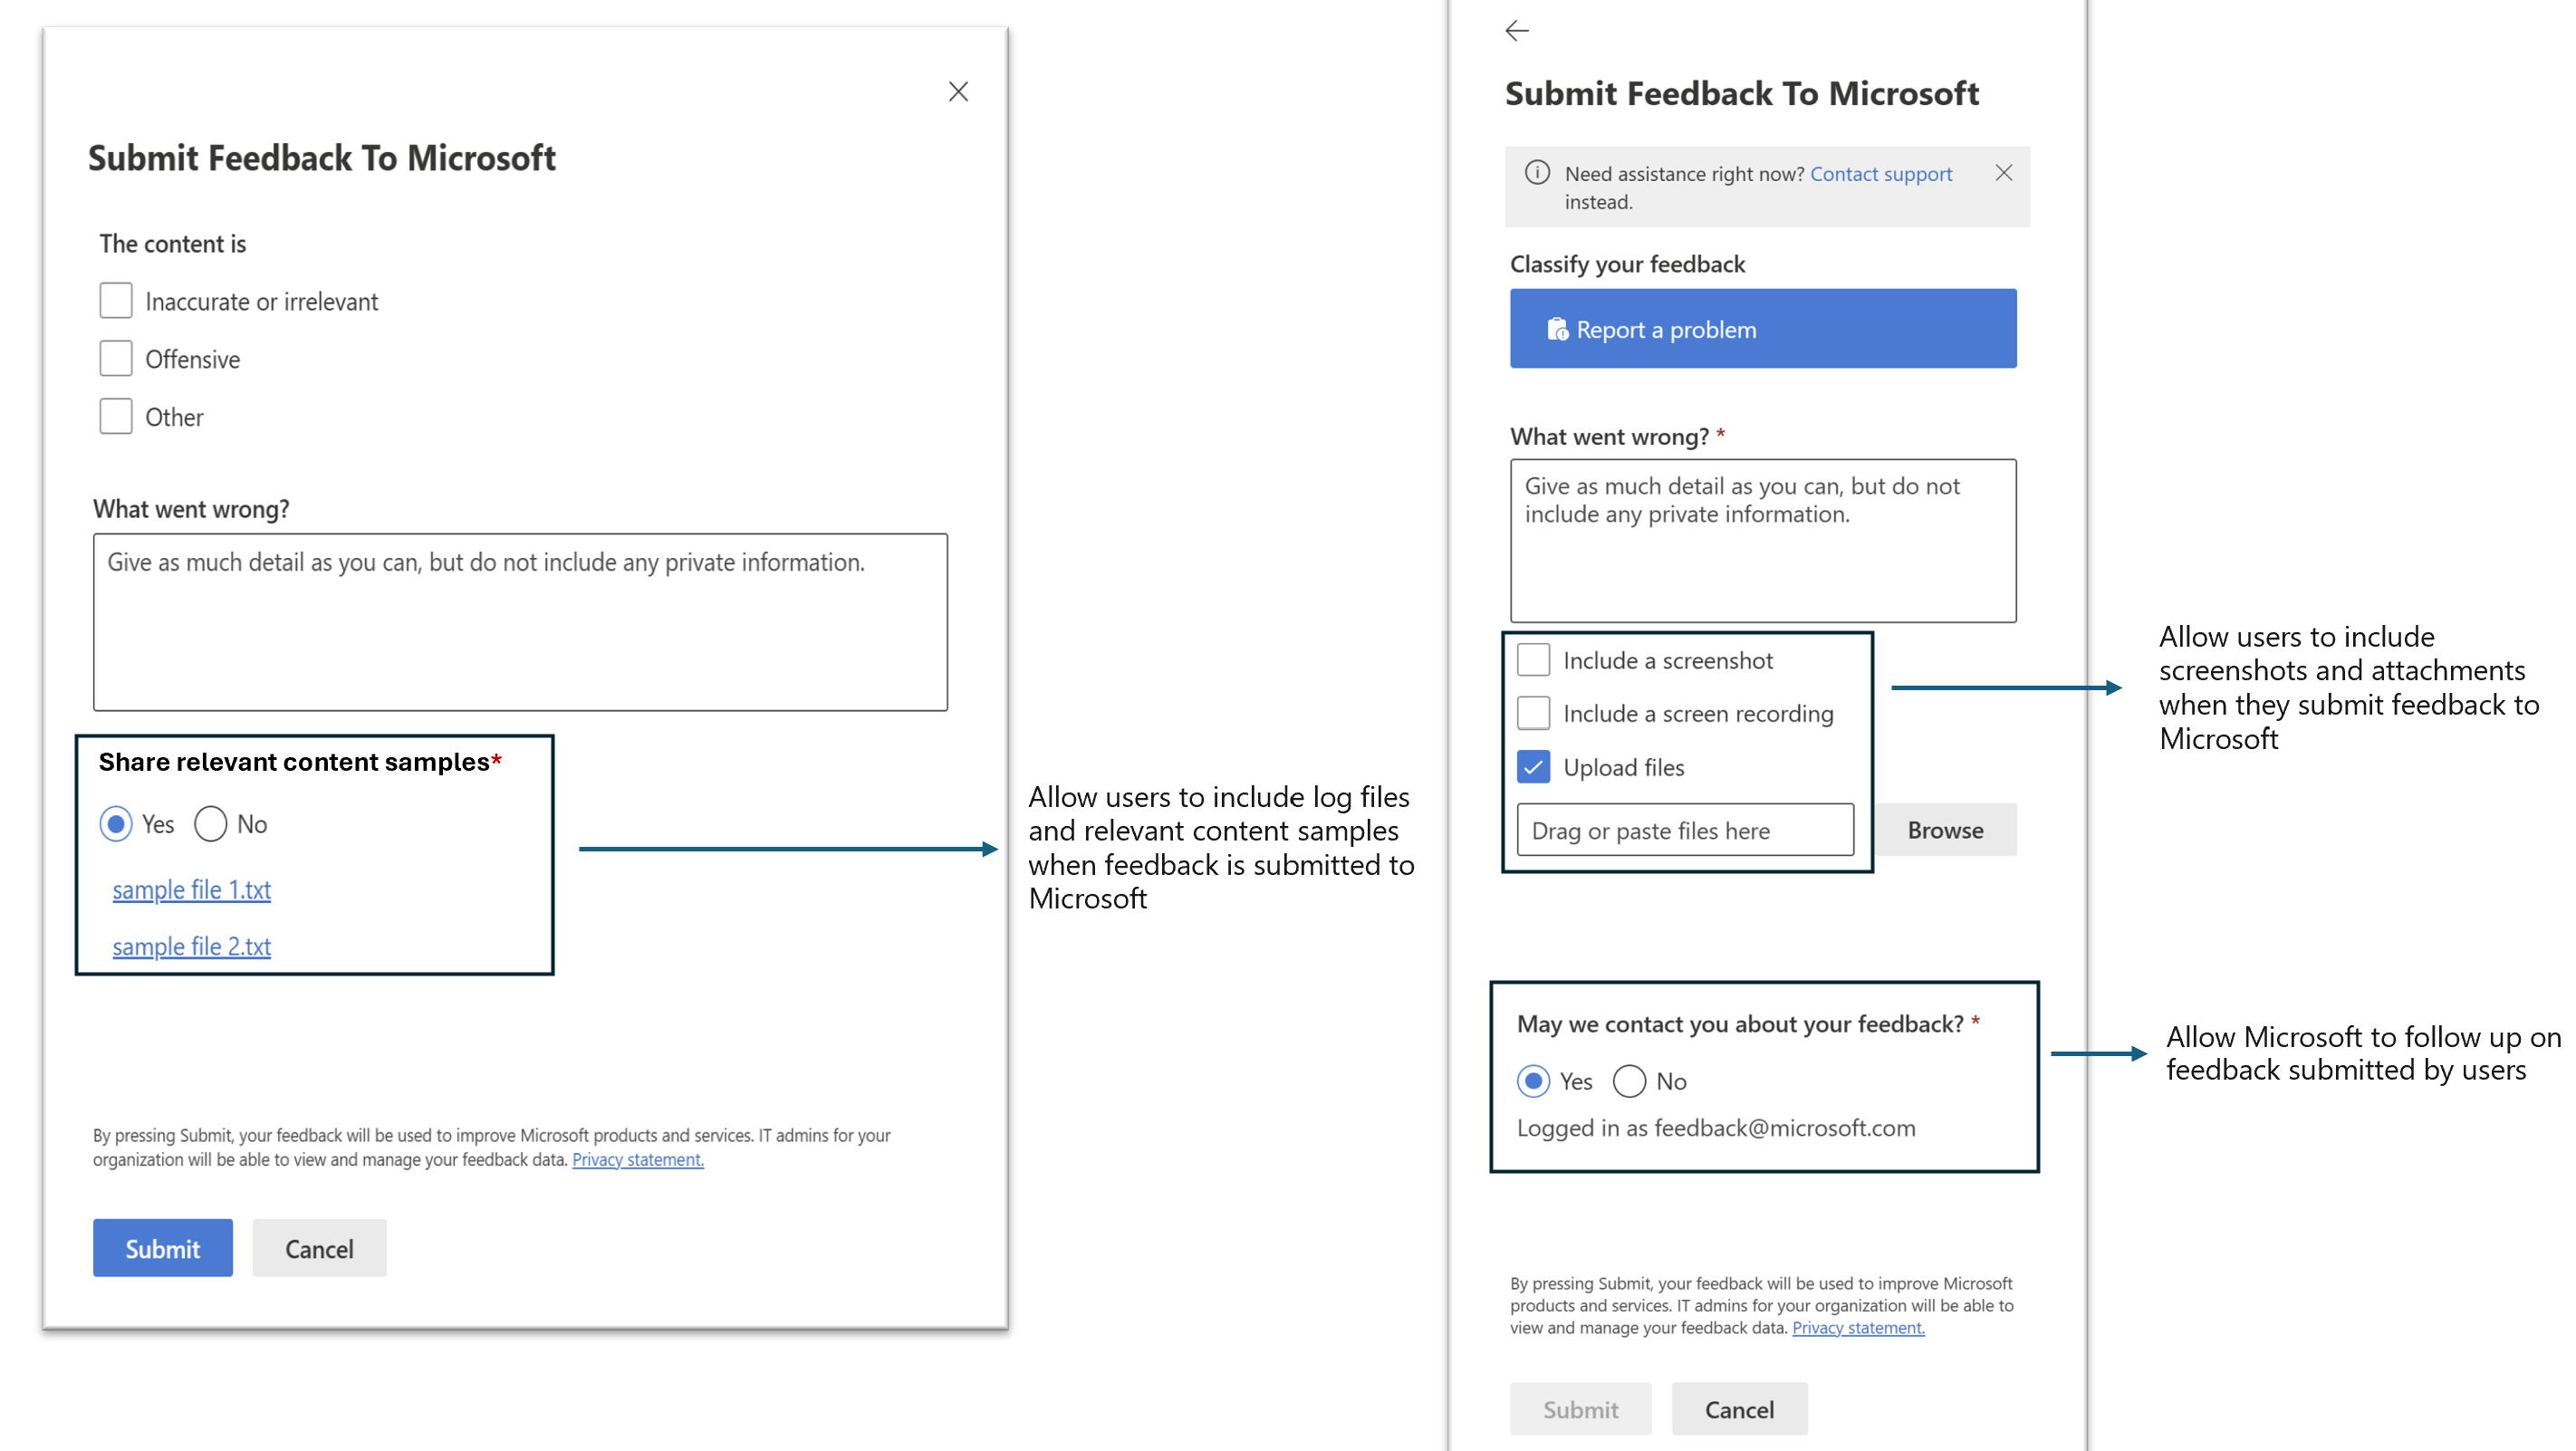 Submit Feedback To Microsoft
The content is
Inaccurate or irrelevant
Offensive
Other
What went wrong?
Give as much detail as you can, but do not include any private information.
Share relevant content samples*
Yes No
sample file 1.txt
sample file 2.txt
By pressing Submit, your feedback will be used to improve Microsoft products and services. IT admins for your
organization will be able to view and manage your feedback data. Privacy statement.
Submit Cancel
Allow users to include log files
and relevant content samples
when feedback is submitted to
Microsoft
Submit Feedback To Microsoft
Need assistance right now? Contact support
instead.
Classify your feedback
Report a problem
What went wrong? *
Give as much detail as you can, but do not
include any private information.
Include a screenshot
Include a screen recording
Upload files
Drag or paste files here Browse
May we contact you about your feedback? *
Yes No
Logged in as feedback@microsoft.com
By pressing Submit, your feedback will be used to improve Microsoft
products and services. IT admins for your organization will be able to
view and manage your feedback data. Privacy statement.
Submit Cancel
Allow users to include
screenshots and attachments
when they submit feedback to
Microsoft
Allow Microsoft to follow up on
feedback submitted by users